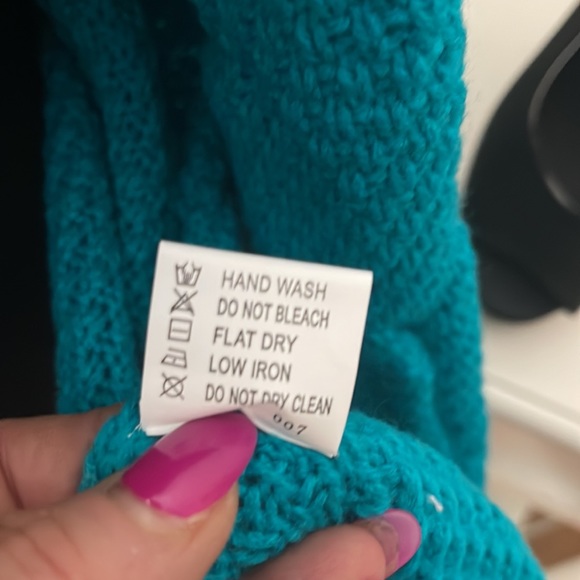 HAND WASH
DO NOT BLEACH
FLAT DRY
LOW IRON
DO NOT DRY CLEAN
007